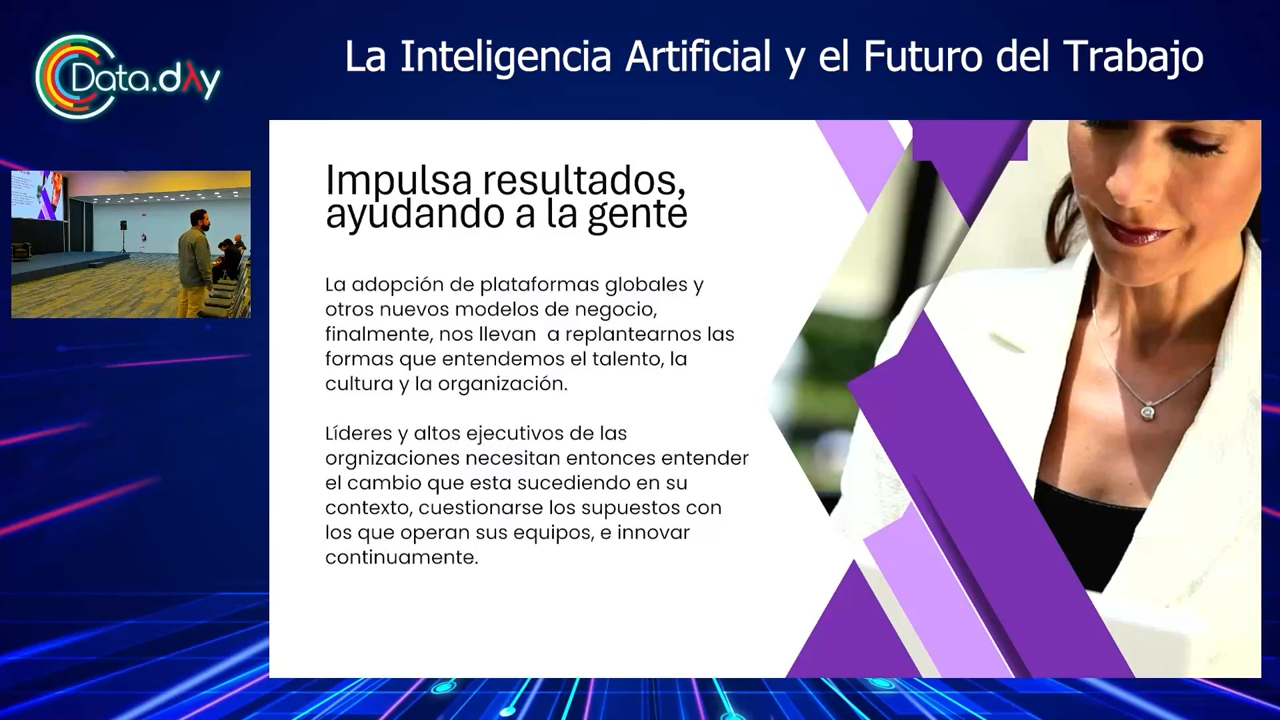 Data.dλy
La Inteligencia Artificial y el Futuro del Trabajo
Impulsa resultados,
ayudando a la gente
La adopción de plataformas globales y
otros nuevos modelos de negocio,
finalmente, nos llevan  a replantearnos las
formas que entendemos el talento, la
cultura y la organización.
Líderes y altos ejecutivos de las
orgnizaciones necesitan entonces entender
el cambio que esta sucediendo en su
contexto, cuestionarse los supuestos con
los que operan sus equipos, e innovar
continuamente.